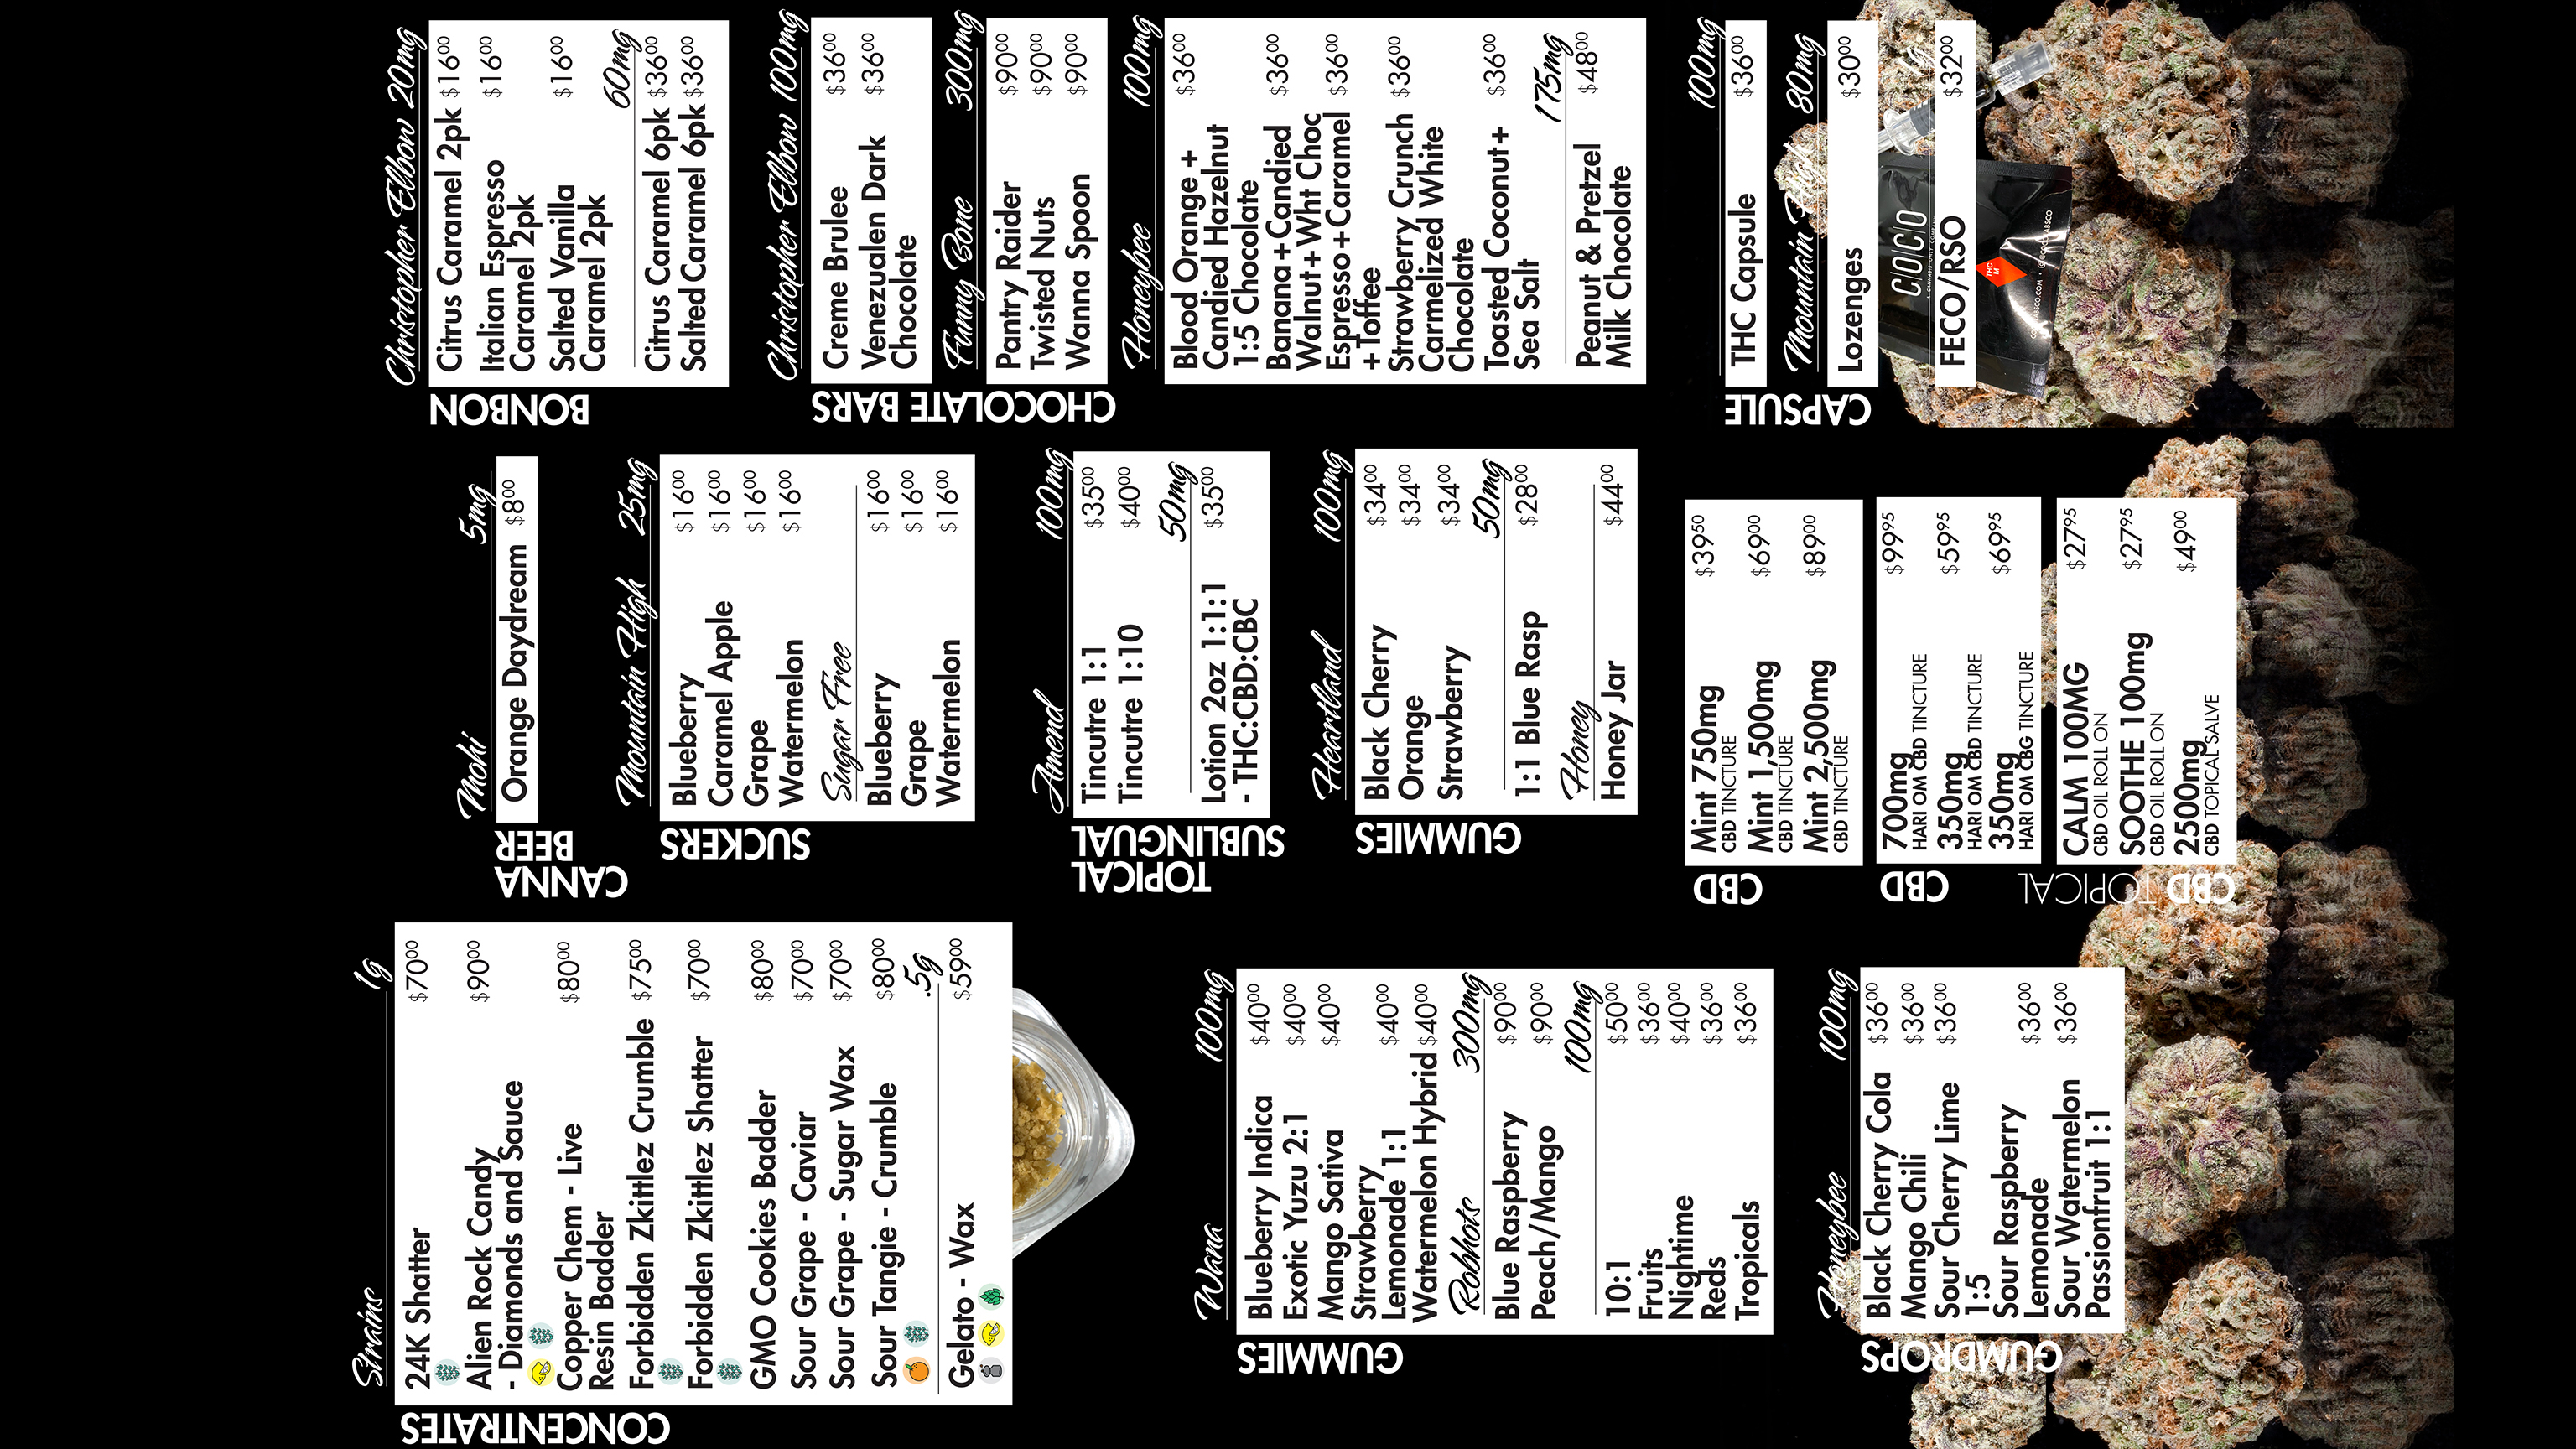 CONCENTRATES
Strains 1g
24K Shatter $70.00
Alien Rock Candy $90.00
- Diamonds and Sauce
Copper Chem - Live $80.00
Resin Badder
Forbidden Zkittlez Crumble $75.00
Forbidden Zkittlez Shatter $70.00
GMO Cookies Badder $80.00
Sour Grape - Caviar $70.00
Sour Grape - Sugar Wax $70.00
Sour Tangie - Crumble $80.00
.5g
Gelato - Wax $59.00
GUMMIES
Wana 100mg
Blueberry Indica $40.00
Exotic Yuzu 2:1 $40.00
Mango Sativa $40.00
Strawberry
Lemonade 1:1 $40.00
Watermelon Hybrid $40.00
Robhots 300mg
Blue Raspberry $90.00
Peach/Mango $90.00
100mg
10:1 $50.00
Fruits $36.00
Nightime $40.00
Reds $36.00
Tropicals $36.00
GUMDROPS
Honeybee 100mg
Black Cherry Cola $36.00
Mango Chili $36.00
Sour Cherry Lime $36.00
1:5
Sour Raspberry $36.00
Lemonade
Sour Watermelon $36.00
Passionfruit 1:1
CANNA
BEER
Mohi 5mg
Orange Daydream $8.00
SUCKERS
Mountain High 25mg
Blueberry $16.00
Caramel Apple $16.00
Grape $16.00
Watermelon $16.00
Sugar Free
Blueberry $16.00
Grape $16.00
Watermelon $16.00
TOPICAL
SUBLINGUAL
Amend 100mg
Tincutre 1:1 $35.00
Tincutre 1:10 $40.00
50mg
Lotion 2oz 1:1:1 $35.00
- THC:CBD:CBC
GUMMIES
Heartland 100mg
Black Cherry $34.00
Orange $34.00
Strawberry $34.00
50mg
1:1 Blue Rasp $28.00
Honey
Honey Jar $44.00
CBD
Mint 750mg $39.50
CBD TINCTURE
Mint 1,500mg $69.00
CBD TINCTURE
Mint 2,500mg $89.00
CBD TINCTURE
CBD
700mg $99.95
HARI OM CBD TINCTURE
350mg $59.95
HARI OM CBD TINCTURE
350mg $69.95
HARI OM CBG TINCTURE
CBD TOPICAL
CALM 100MG $27.95
CBD OIL ROLL ON
SOOTHE 100mg $27.95
CBD OIL ROLL ON
2500mg $49.00
CBD TOPICAL SALVE
BONBON
Christopher Elbow 20mg
Citrus Caramel 2pk $16.00
Italian Espresso $16.00
Caramel 2pk
Salted Vanilla $16.00
Caramel 2pk
60mg
Citrus Caramel 6pk $36.00
Salted Caramel 6pk $36.00
CHOCOLATE BARS
Christopher Elbow 100mg
Creme Brulee $36.00
Venezualen Dark $36.00
Chocolate
Funny Bone 300mg
Pantry Raider $90.00
Twisted Nuts $90.00
Wanna Spoon $90.00
Honeybee 100mg
Blood Orange + $36.00
Candied Hazelnut
1:5 Chocolate
Banana+Candied $36.00
Walnut+Wht Choc
Espresso+Caramel $36.00
+Toffee
Strawberry Crunch $36.00
Carmelized White
Chocolate
Toasted Coconut+ $36.00
Sea Salt
175mg
Peanut & Pretzel $48.00
Milk Chocolate
CAPSULE
100mg
THC Capsule $36.00
Mountain High 80mg
Lozenges $30.00
FECO/RSO $32.00
THC
M